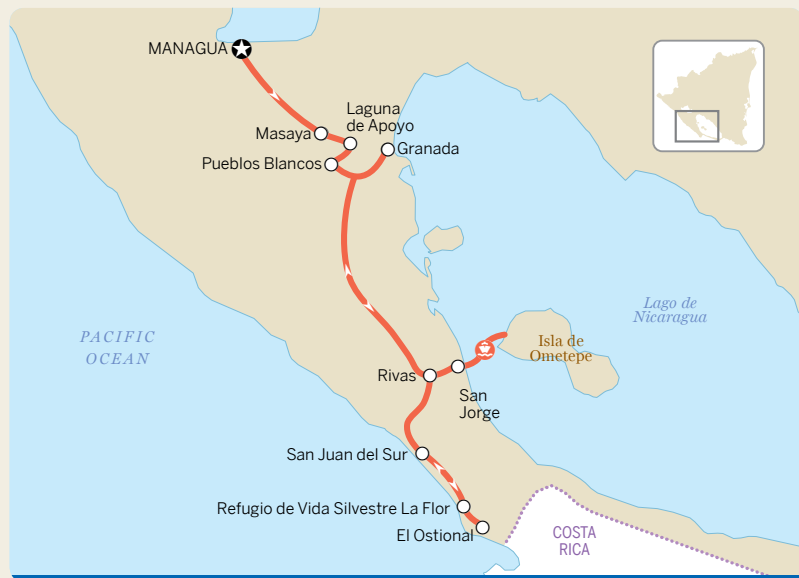 MANAGUA
Laguna
de Apoyo
Masaya
Granada
Pueblos Blancos
Lago de
Nicaragua
PACIFIC
OCEAN
Isla de
Ometepe
Rivas
San
Jorge
San Juan del Sur
Refugio de Vida Silvestre La Flor
El Ostional
COSTA
RICA